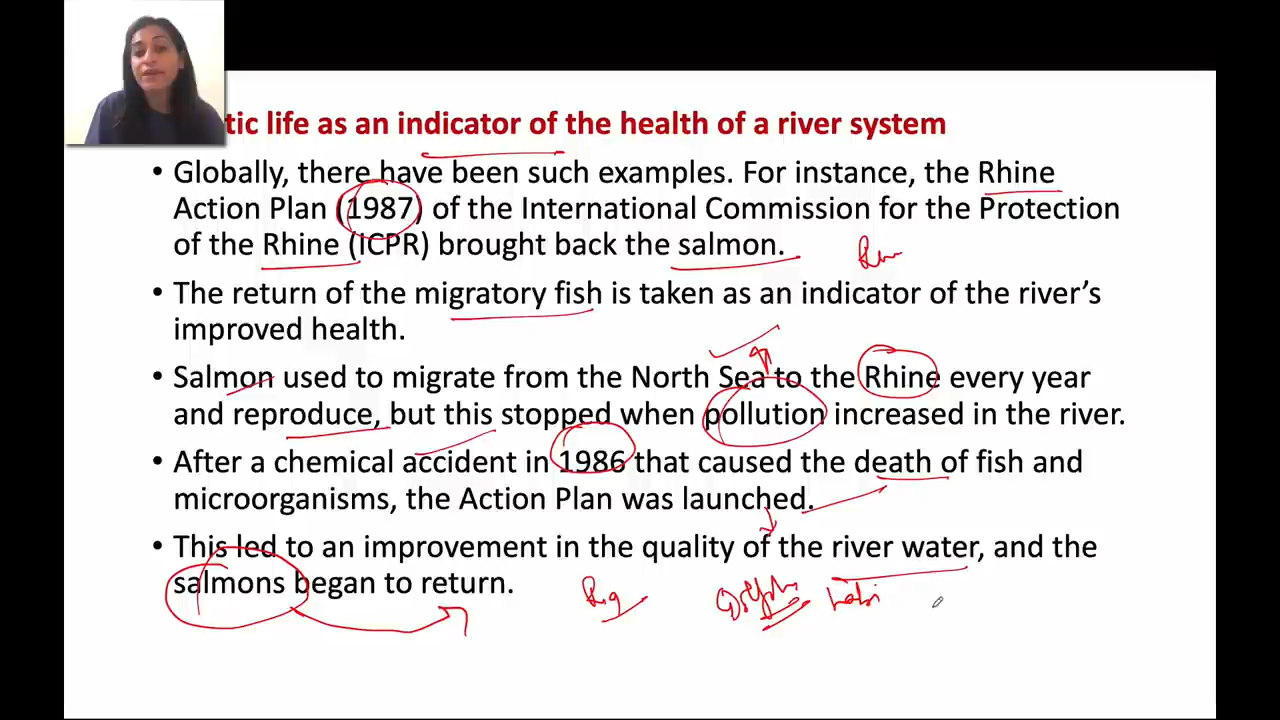 tic life as an indicator of the health of a river system
• Globally, there have been such examples. For instance, the Rhine
Action Plan (1987) of the International Commission for the Protection
of the Rhine (ICPR) brought back the salmon.
• The return of the migratory fish is taken as an indicator of the river's
improved health.
• Salmon used to migrate from the North Sea to the Rhine every year
and reproduce, but this stopped when pollution increased in the river.
• After a chemical accident in 1986 that caused the death of fish and
microorganisms, the Action Plan was launched.
• This led to an improvement in the quality of the river water, and the
salmons began to return.